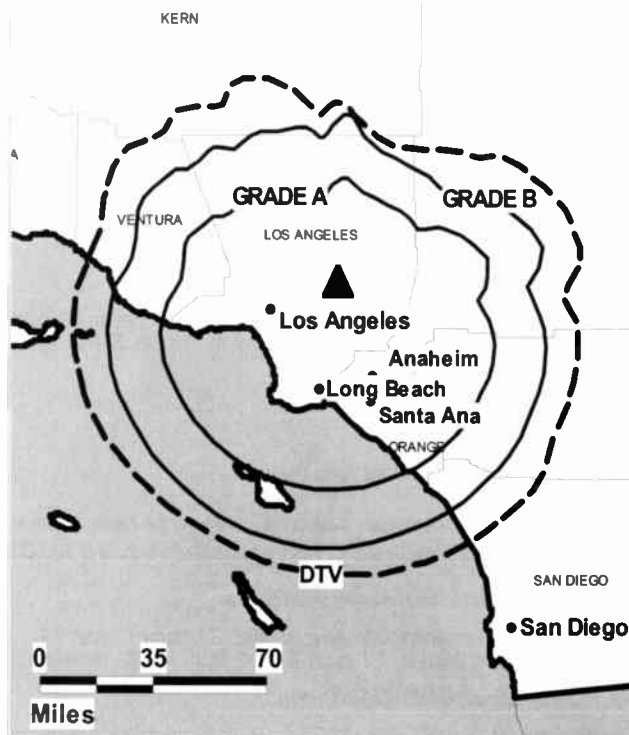 KERN
A
GRADE A
GRADE B
VENTURA
LOS ANGELES
Los Angeles
Anaheim
Long Beach
Santa Ana
ORANGE
DTV
SAN DIEGO
San Diego
0 35 70
Miles